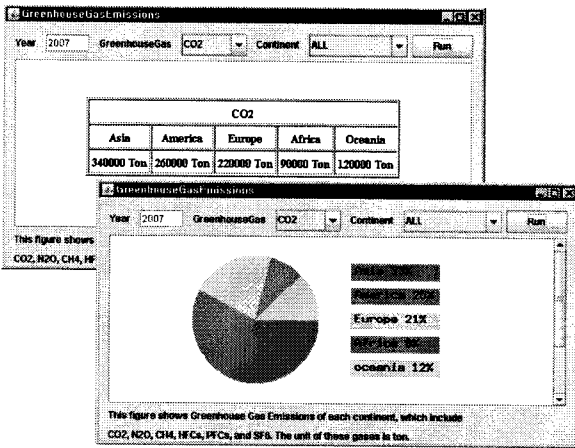 GreenhouseGasEmissions
Year 2007 GreenhouseGas CO2 Continent ALL Run
CO2
Asia America Europe Africa Oceania
340000 Ton 260000 Ton 220000 Ton 90000 Ton 120000 Ton
This figure shows
CO2, N2O, CH4, HF
GreenhouseGasEmissions
Year 2007 GreenhouseGas CO2 Continent ALL Run
Asia
America 25%
Europe 21%
Africa
oceania 12%
This figure shows Greenhouse Gas Emissions of each continent, which include
CO2, N2O, CH4, HFCs, PFCs, and SF6. The unit of these gases is ton.